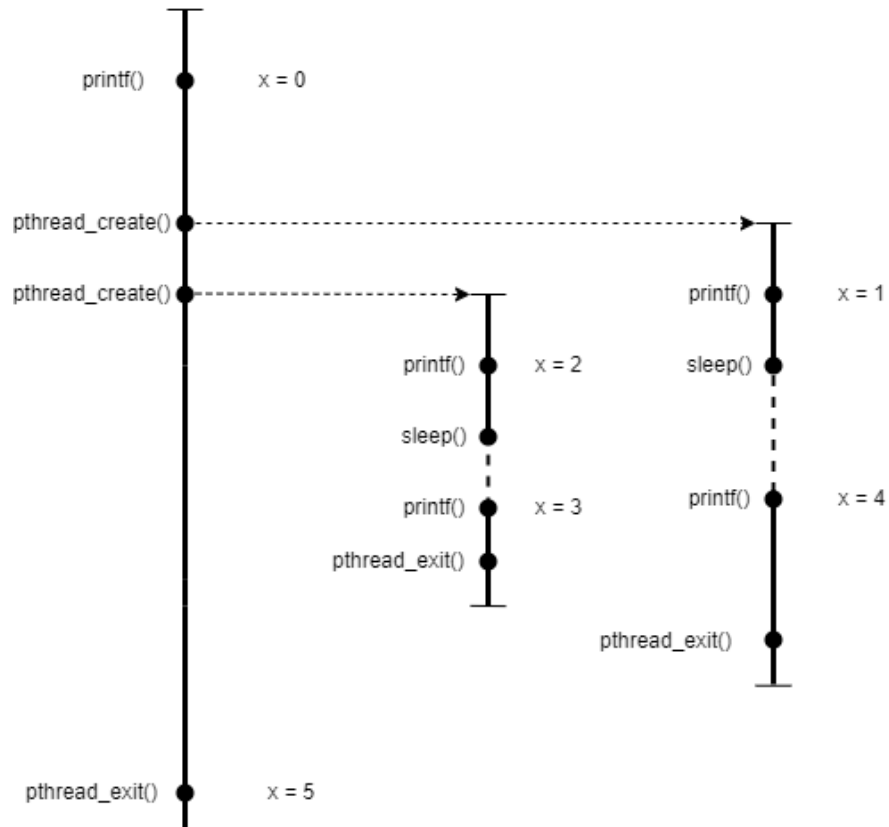 printf() x = 0
pthread_create()
pthread_create() printf() x = 1
printf() x = 2 sleep()
sleep()
printf() x = 4
printf() x = 3
pthread_exit()
pthread_exit()
pthread_exit() x = 5